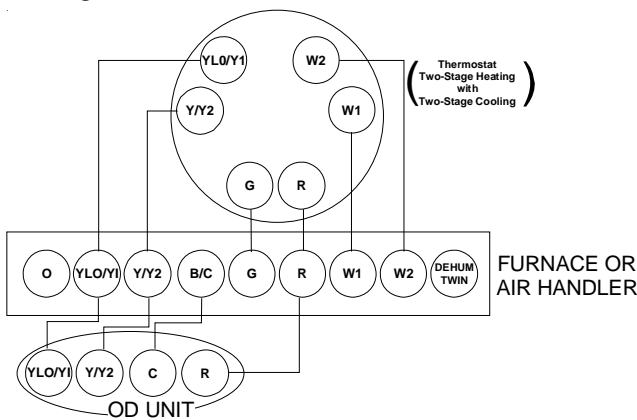 YL0/Y1
W2
Thermostat
Two-Stage Heating
with
Two-Stage Cooling
Y/Y2
W1
G
R
O
YLO/YI
Y/Y2
B/C
G
R
W1
W2
DEHUM
TWIN
FURNACE OR
AIR HANDLER
YLO/YI
Y/Y2
C
R
OD UNIT